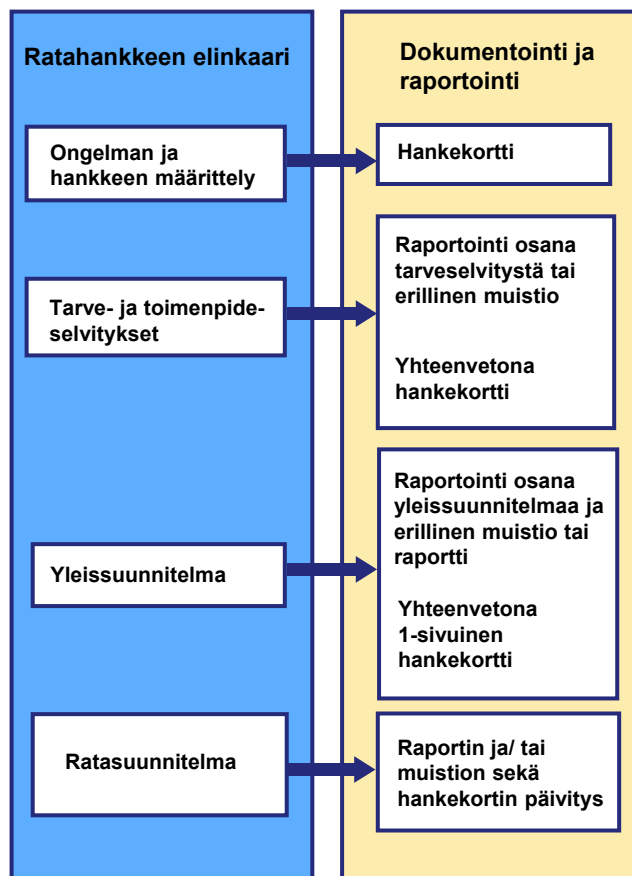 Ratahankkeen elinkaari
Dokumentointi ja
raportointi
Ongelman ja
hankkeen määrittely
Hankekortti
Tarve- ja toimenpide-
selvitykset
Raportointi osana
tarveselvitystä tai
erillinen muistio
Yhteenvetona
hankekortti
Yleissuunnitelma
Raportointi osana
yleissuunnitelmaa ja
erillinen muistio tai
raportti
Yhteenvetona
1-sivuinen
hankekortti
Ratasuunnitelma
Raportin ja/ tai
muistion sekä
hankekortin päivitys